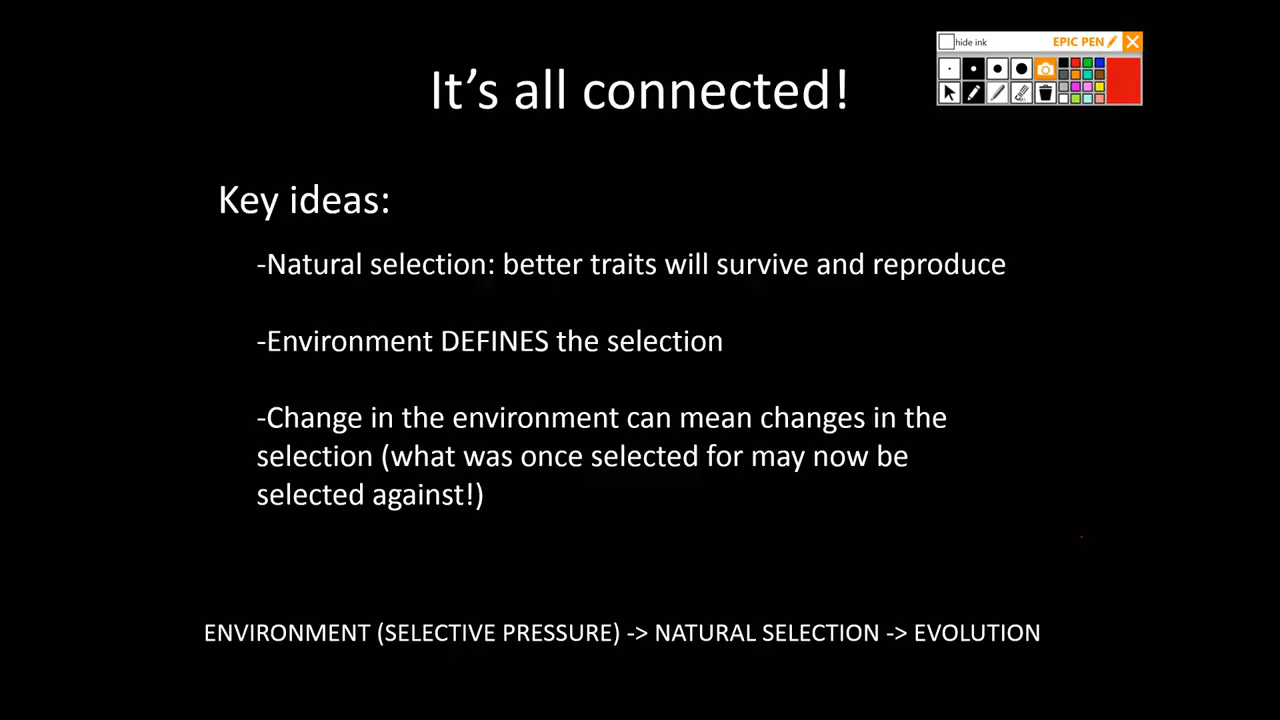 hide ink
EPIC PEN
It’s all connected!
Key ideas:
-Natural selection: better traits will survive and reproduce
-Environment DEFINES the selection
-Change in the environment can mean changes in the
selection (what was once selected for may now be
selected against!)
ENVIRONMENT (SELECTIVE PRESSURE) -> NATURAL SELECTION -> EVOLUTION